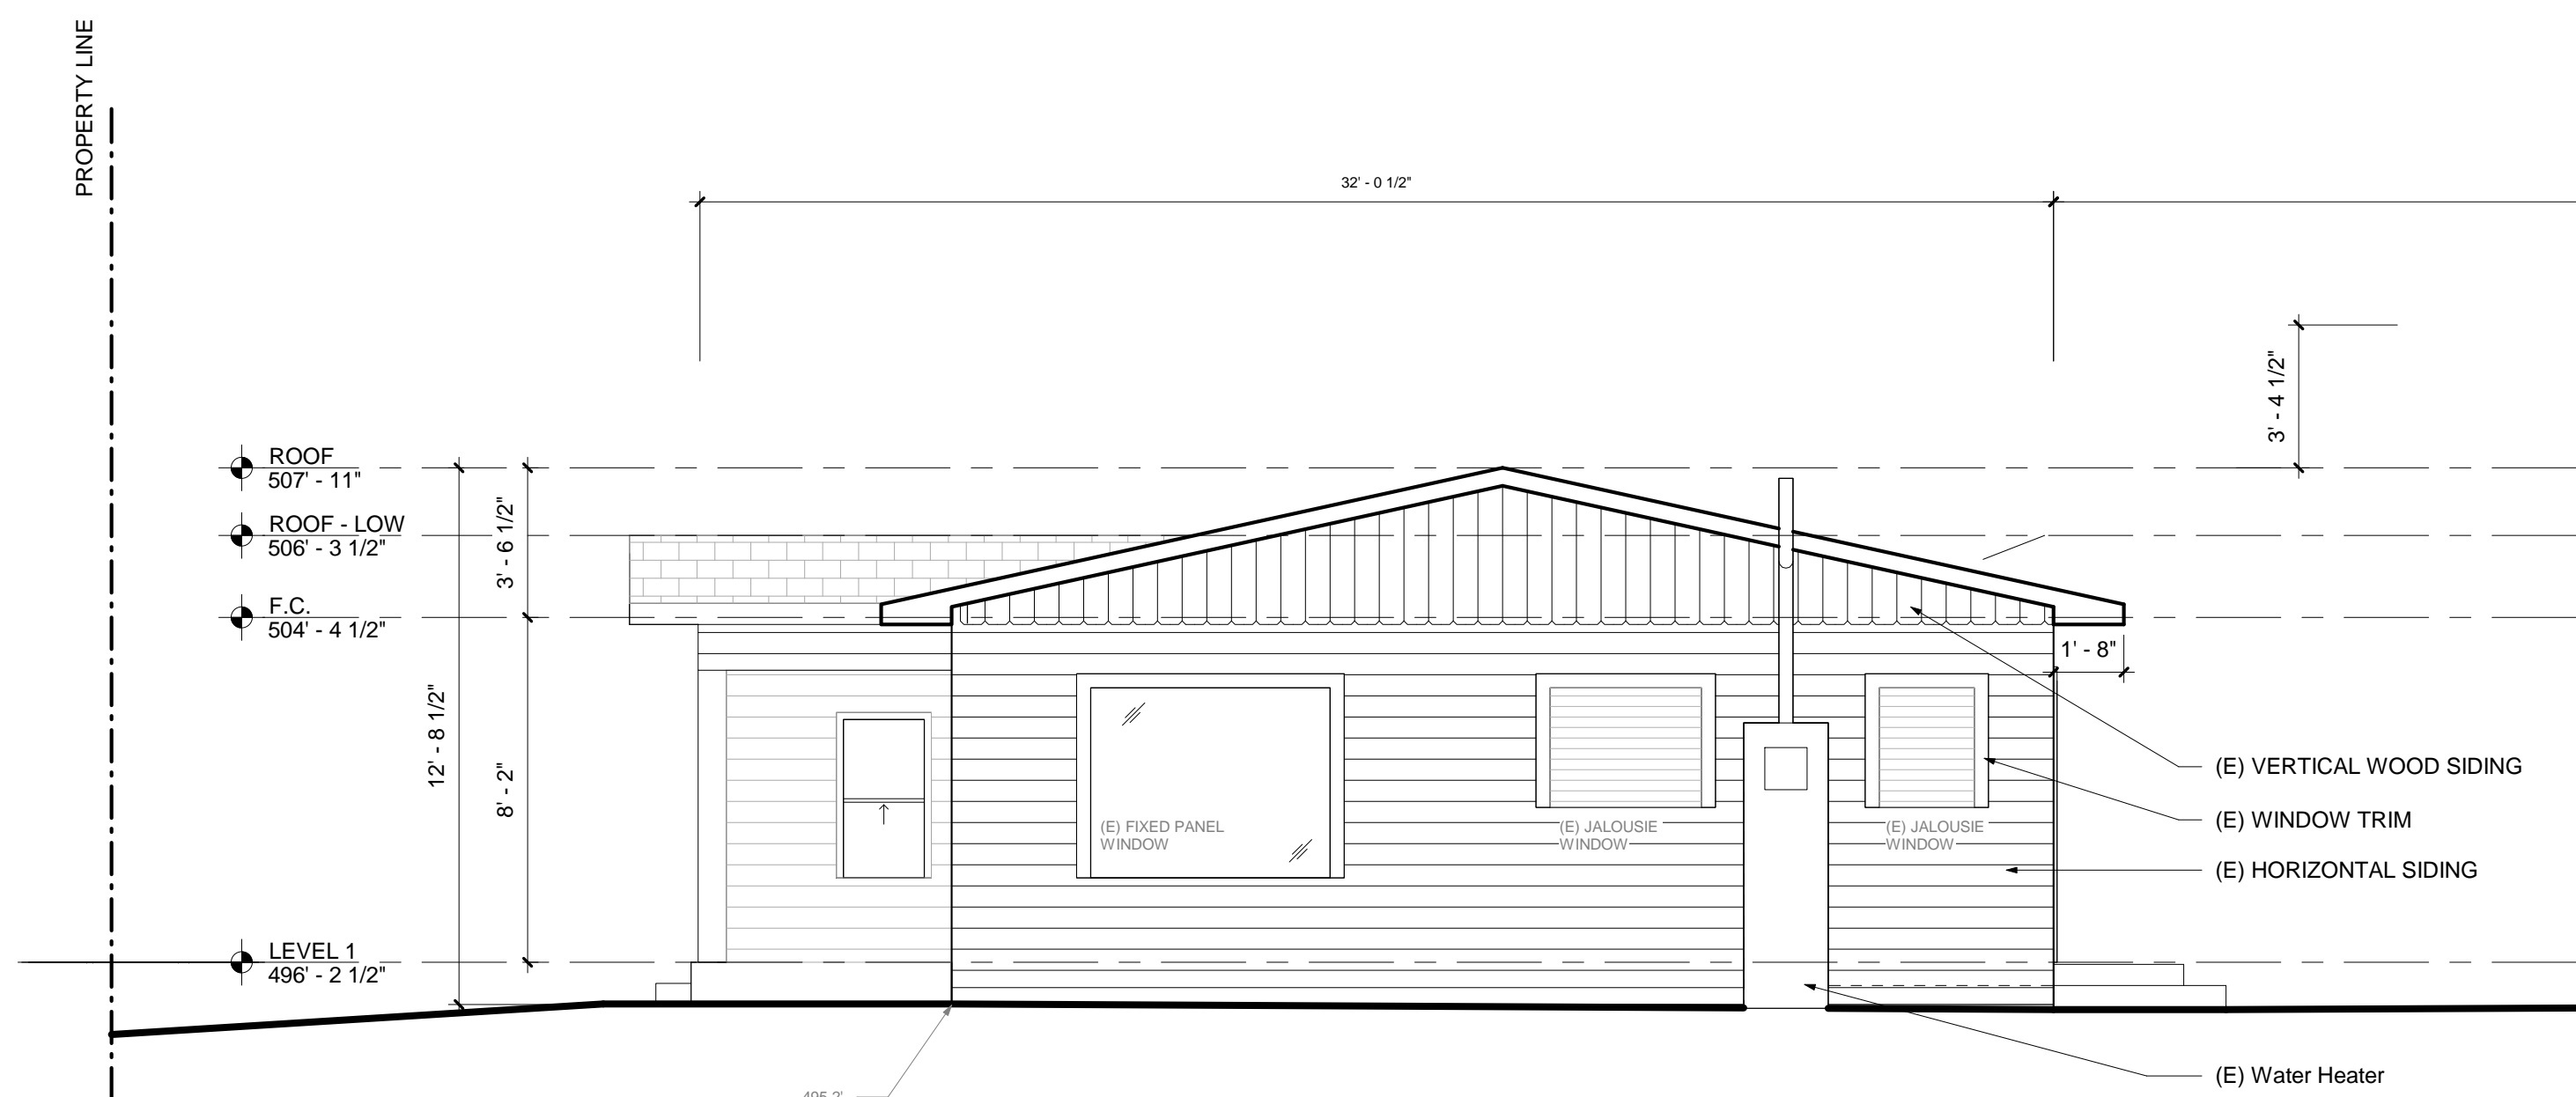 PROPERTY LINE
32' - 0 1/2"
3' - 4 1/2"
ROOF
507' - 11"
ROOF - LOW
506' - 3 1/2"
3' - 6 1/2"
F.C.
504' - 4 1/2"
1' - 8"
12' - 8 1/2"
8' - 2"
(E) VERTICAL WOOD SIDING
(E) FIXED PANEL
WINDOW
(E) JALOUSIE
WINDOW
(E) JALOUSIE
WINDOW
(E) WINDOW TRIM
(E) HORIZONTAL SIDING
LEVEL 1
496' - 2 1/2"
(E) Water Heater
495.2'